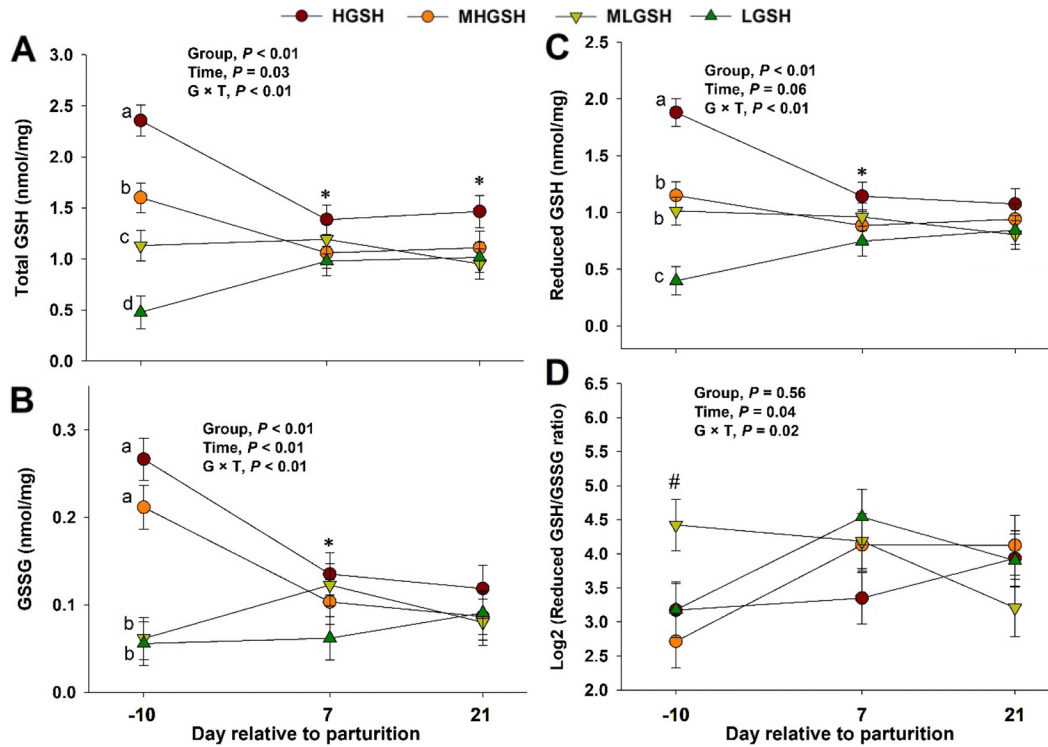 HGSH MHGSH MLGSH LGSH
A
Group, P < 0.01
Time, P = 0.03
G × T, P < 0.01
Total GSH (nmol/mg)
3.0
2.5
2.0
1.5
1.0
0.5
0.0
a
b
c
d
*
*
C
Group, P < 0.01
Time, P = 0.06
G × T, P < 0.01
Reduced GSH (nmol/mg)
2.5
2.0
1.5
1.0
0.5
0.0
a
b
b
c
*
B
Group, P < 0.01
Time, P < 0.01
G × T, P < 0.01
GSSG (nmol/mg)
0.3
0.2
0.1
0.0
a
a
b
b
*
-10 7 21
Day relative to parturition
D
Group, P = 0.56
Time, P = 0.04
G × T, P = 0.02
Log2 (Reduced GSH/GSSG ratio)
6.5
6.0
5.5
5.0
4.5
4.0
3.5
3.0
2.5
2.0
#
-10 7 21
Day relative to parturition